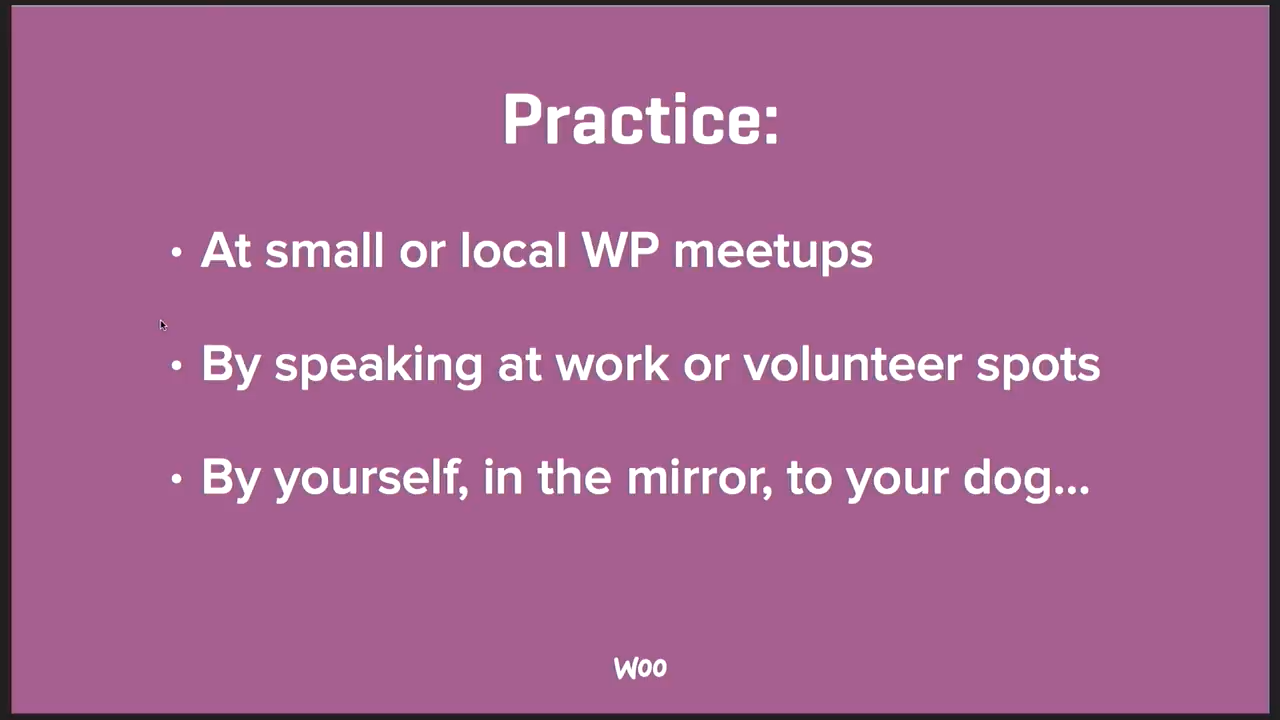 Practice:
• At small or local WP meetups
• By speaking at work or volunteer spots
• By yourself, in the mirror, to your dog...
Woo